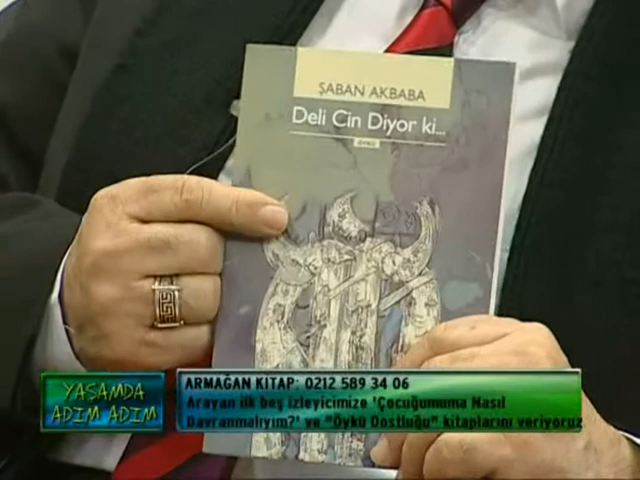 ŞABAN AKBABA
Deli Cin Diyor ki...
öykü
YAŞAMDA
ADIM ADIM
ARMAĞAN KİTAP: 0212 589 34 06
Arayan ilk beş izleyicimize 'Çocuğumuma Nasıl
Davranmalıyım?' ve "Öykü Dostluğu" kitaplarını veriyoruz